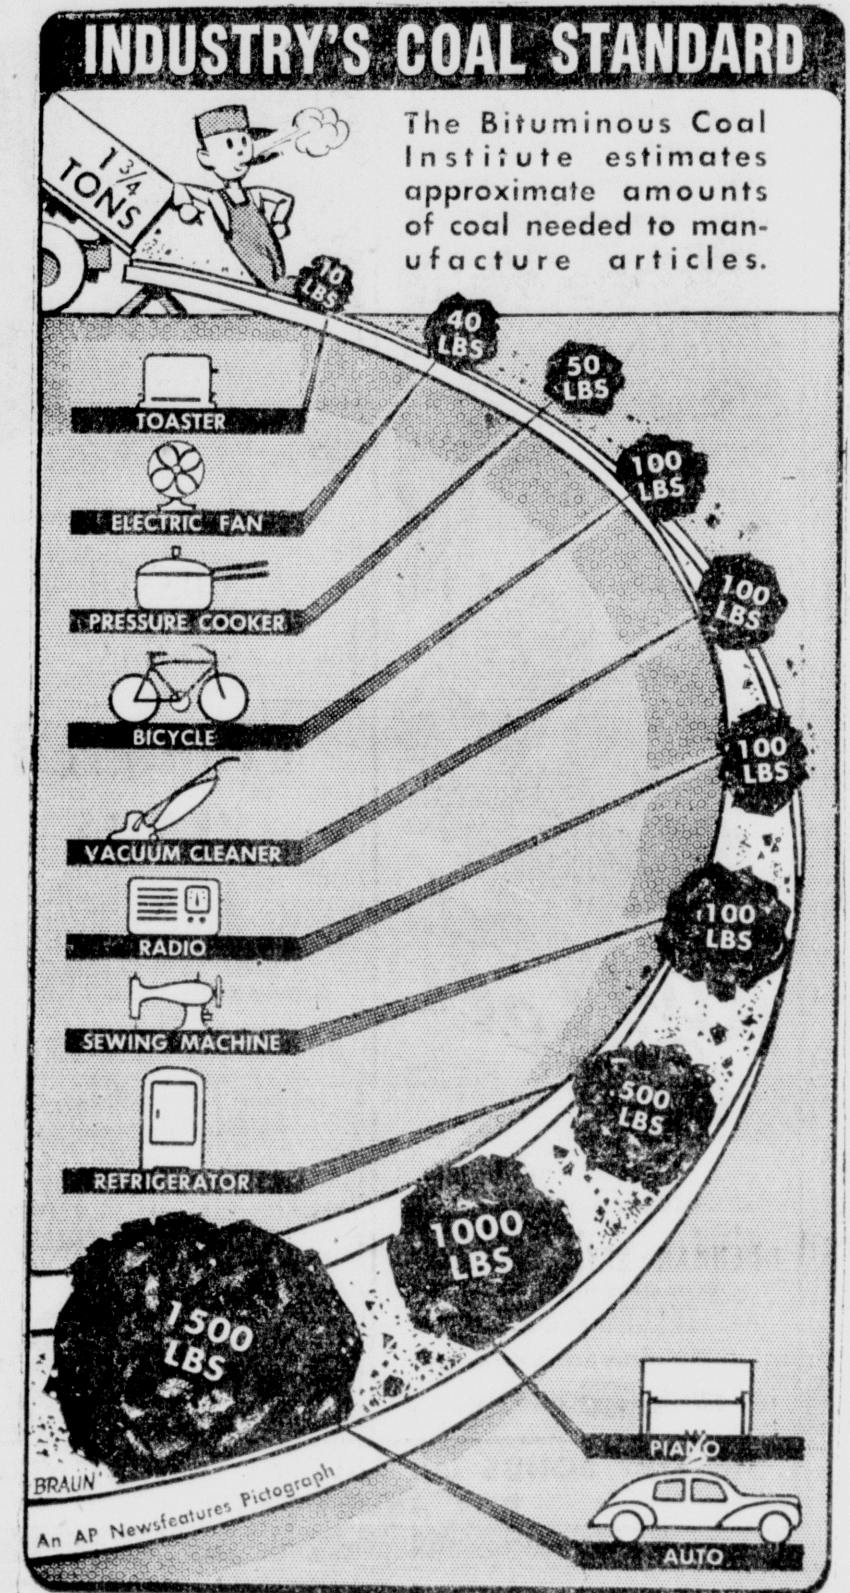 INDUSTRY'S COAL STANDARD
The Bituminous Coal
Institute estimates
approximate amounts
of coal needed to man-
ufacture articles.
1 3/4
TONS
10
LBS
40
LBS
50
LBS
100
LBS
100
LBS
100
LBS
100
LBS
500
LBS
1000
LBS
1500
LBS
TOASTER
ELECTRIC FAN
PRESSURE COOKER
BICYCLE
VACUUM CLEANER
RADIO
SEWING MACHINE
REFRIGERATOR
PIANO
AUTO
BRAUN
An AP Newsfeatures Pictograph